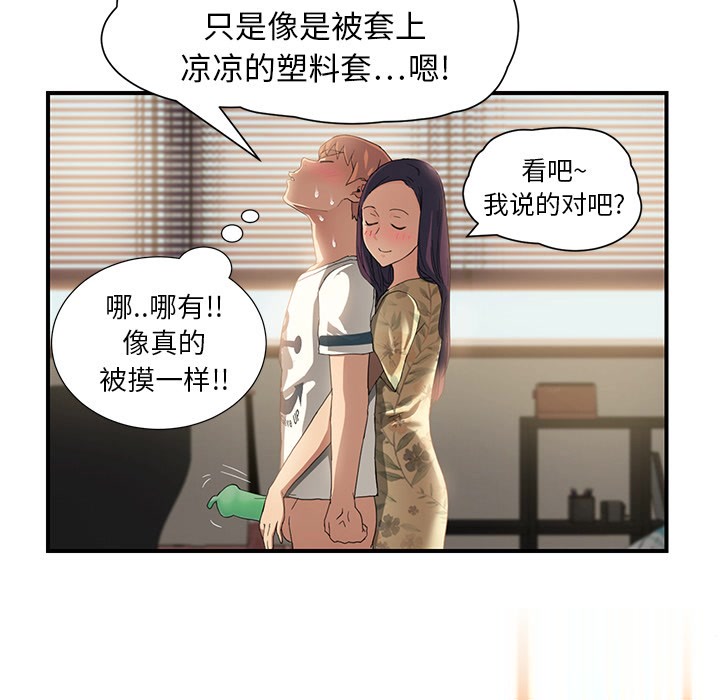 只是像是被套上
凉凉的塑料套...嗯!
看吧~
我说的对吧?
哪..哪有!!
像真的
被摸一样!!
UP